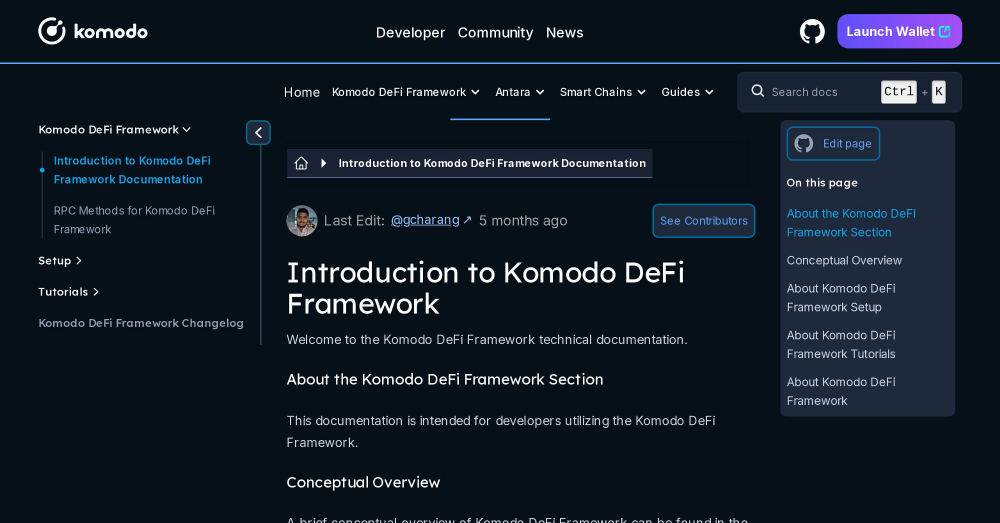 komodo
Developer Community News
Launch Wallet
Home Komodo DeFi Framework Antara Smart Chains Guides
Search docs Ctrl + K
Komodo DeFi Framework
Introduction to Komodo DeFi
Framework Documentation
RPC Methods for Komodo DeFi
Framework
Setup
Tutorials
Komodo DeFi Framework Changelog
Introduction to Komodo DeFi Framework Documentation
Last Edit: @gcharang ↗ 5 months ago
See Contributors
Introduction to Komodo DeFi
Framework
Welcome to the Komodo DeFi Framework technical documentation.
About the Komodo DeFi Framework Section
This documentation is intended for developers utilizing the Komodo DeFi
Framework.
Conceptual Overview
A brief conceptual overview of Komodo DeFi Framework can be found in the
Edit page
On this page
About the Komodo DeFi
Framework Section
Conceptual Overview
About Komodo DeFi
Framework Setup
About Komodo DeFi
Framework Tutorials
About Komodo DeFi
Framework